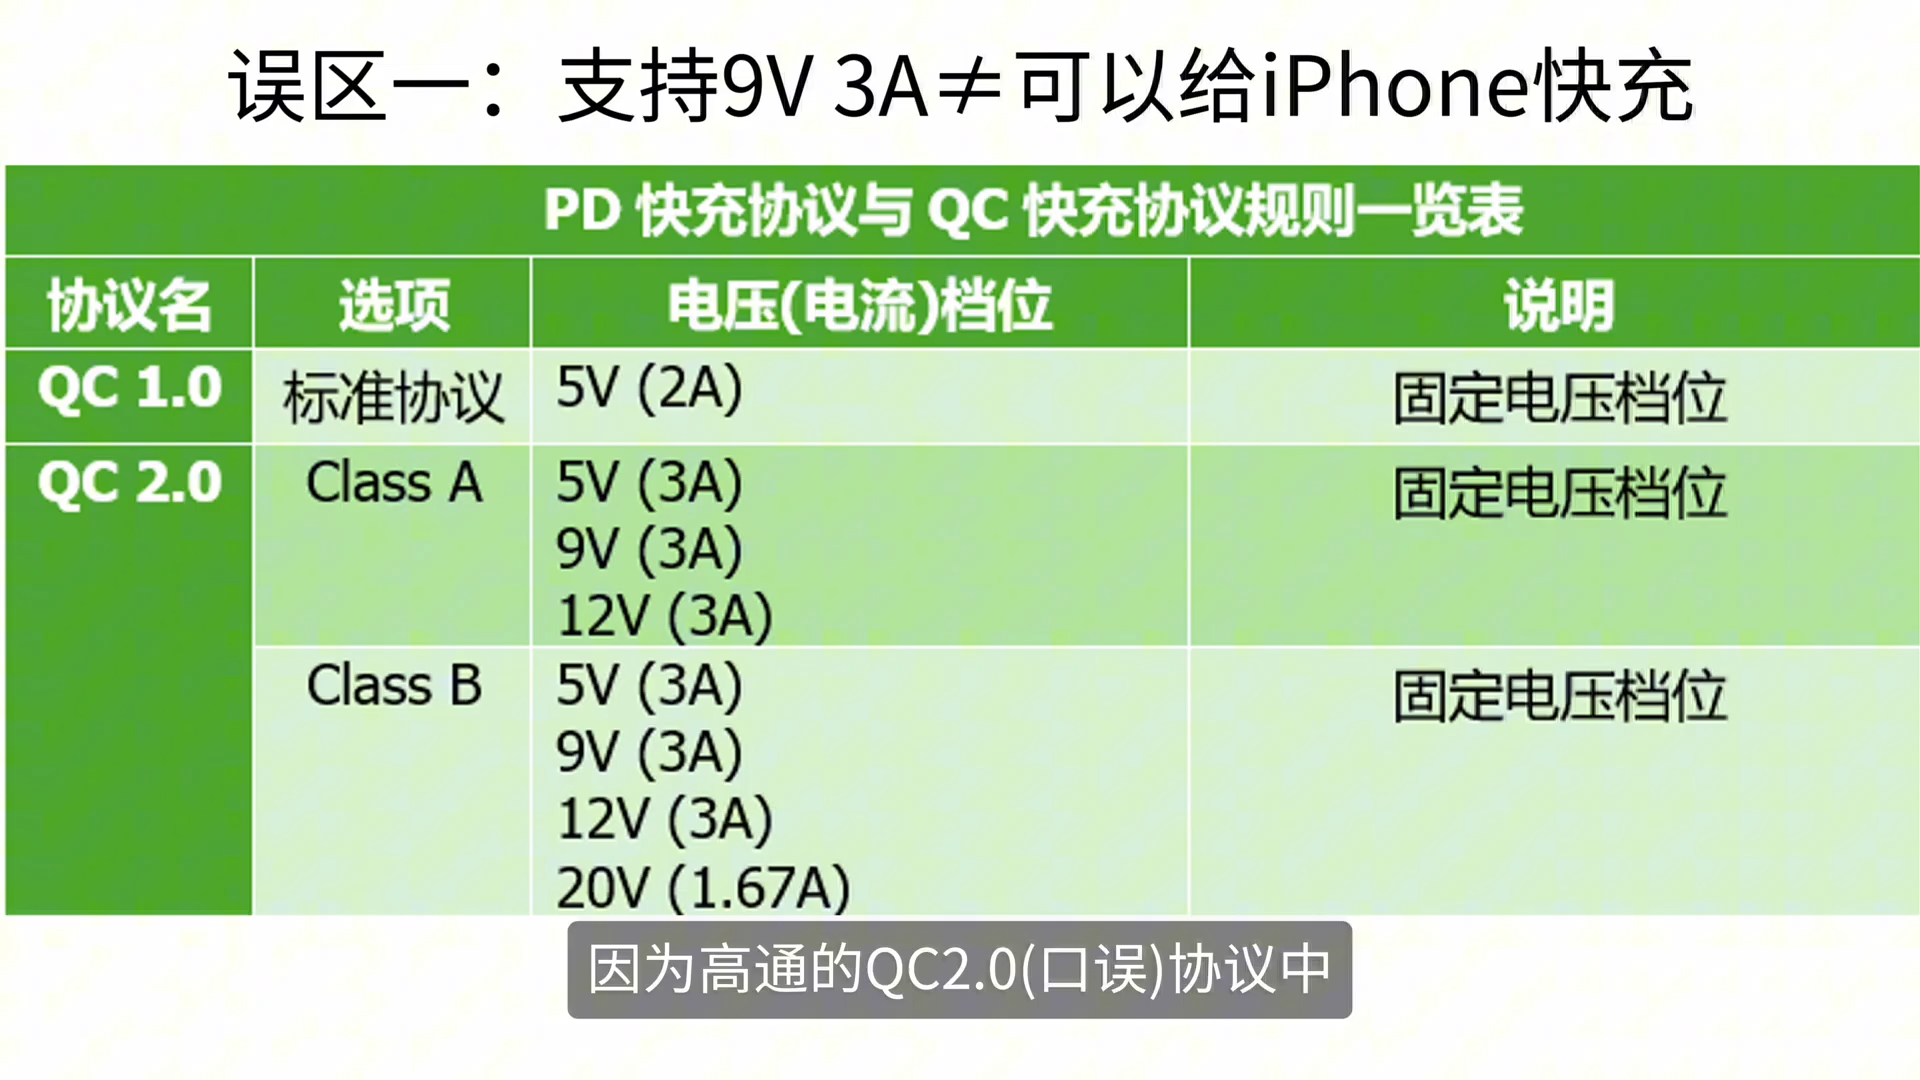 误区一：支持9V 3A≠可以给iPhone快充
PD 快充协议与 QC 快充协议规则一览表
协议名 选项 电压(电流)档位 说明
QC 1.0 标准协议 5V (2A) 固定电压档位
QC 2.0 Class A 5V (3A) 固定电压档位
9V (3A)
12V (3A)
Class B 5V (3A) 固定电压档位
9V (3A)
12V (3A)
20V (1.67A)
因为高通的QC2.0(口误)协议中